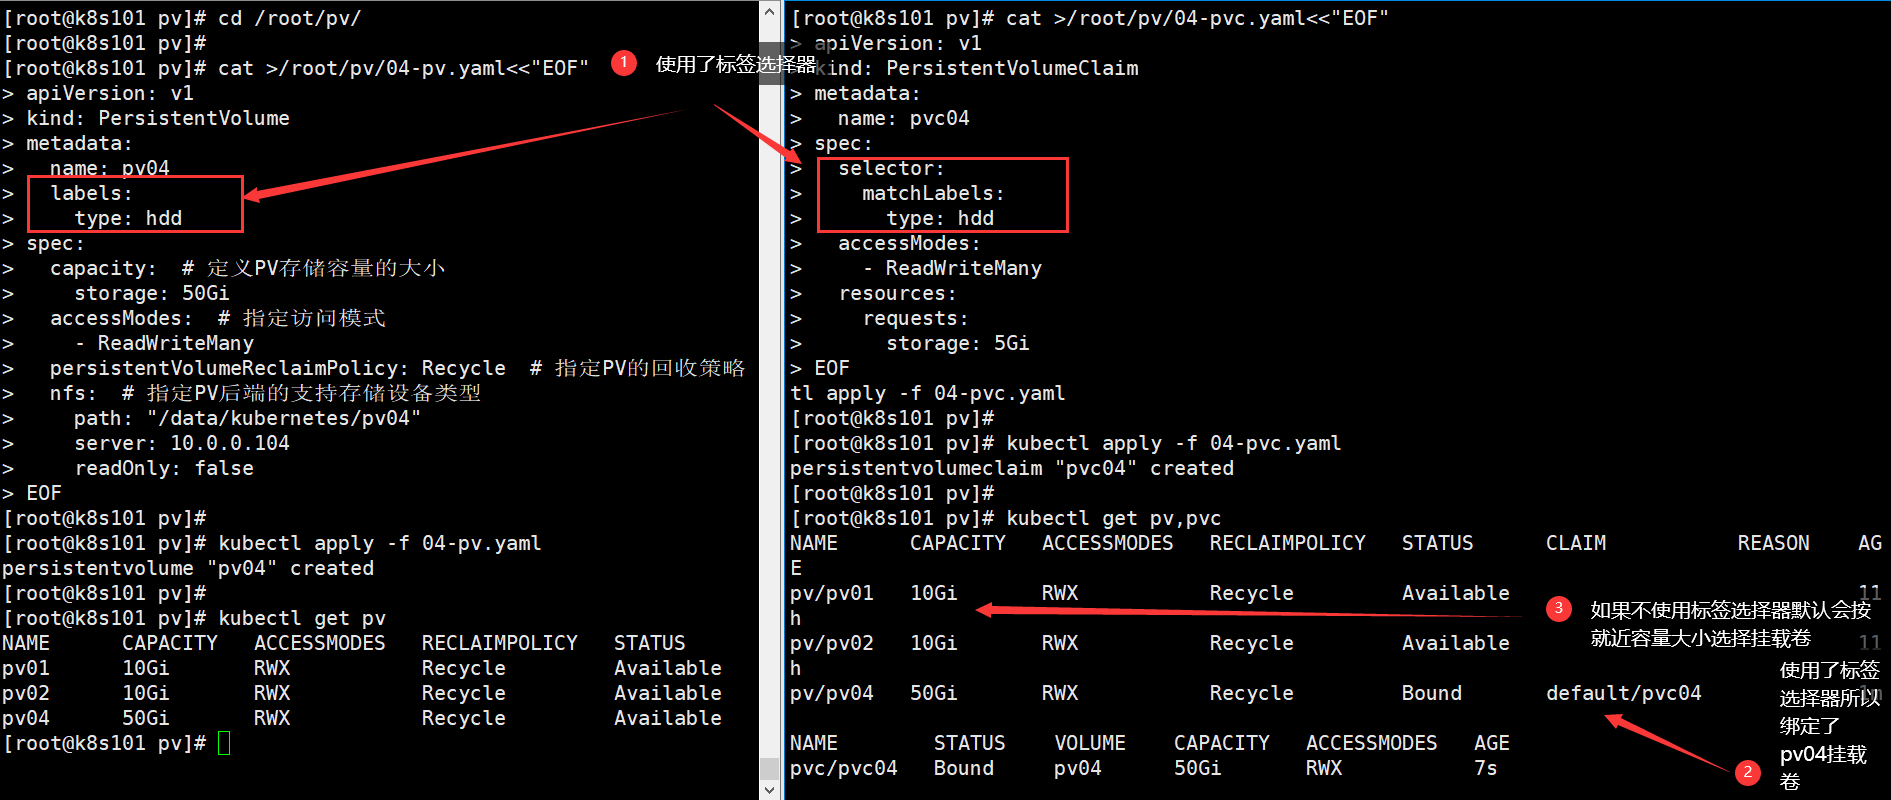 [root@k8s101 pv]# cd /root/pv/
[root@k8s101 pv]#
[root@k8s101 pv]# cat >/root/pv/04-pv.yaml<<"EOF"
> apiVersion: v1
> kind: PersistentVolume
> metadata:
>   name: pv04
>   labels:
>     type: hdd
> spec:
>   capacity:  # 定义PV存储容量的大小
>     storage: 50Gi
>   accessModes:  # 指定访问模式
>     - ReadWriteMany
>   persistentVolumeReclaimPolicy: Recycle  # 指定PV的回收策略
>   nfs:  # 指定PV后端的支持存储设备类型
>     path: "/data/kubernetes/pv04"
>     server: 10.0.0.104
>     readOnly: false
> EOF
[root@k8s101 pv]#
[root@k8s101 pv]# kubectl apply -f 04-pv.yaml
persistentvolume "pv04" created
[root@k8s101 pv]#
[root@k8s101 pv]# kubectl get pv
NAME      CAPACITY   ACCESSMODES   RECLAIMPOLICY   STATUS
pv01      10Gi       RWX           Recycle         Available
pv02      10Gi       RWX           Recycle         Available
pv04      50Gi       RWX           Recycle         Available
[root@k8s101 pv]#
1 使用了标签选择器
[root@k8s101 pv]# cat >/root/pv/04-pvc.yaml<<"EOF"
> apiVersion: v1
> kind: PersistentVolumeClaim
> metadata:
>   name: pvc04
> spec:
>   selector:
>     matchLabels:
>       type: hdd
>   accessModes:
>     - ReadWriteMany
>   resources:
>     requests:
>       storage: 5Gi
> EOF
tl apply -f 04-pvc.yaml
[root@k8s101 pv]#
[root@k8s101 pv]# kubectl apply -f 04-pvc.yaml
persistentvolumeclaim "pvc04" created
[root@k8s101 pv]#
[root@k8s101 pv]# kubectl get pv,pvc
NAME      CAPACITY   ACCESSMODES   RECLAIMPOLICY   STATUS      CLAIM           REASON    AG
E
pv/pv01   10Gi       RWX           Recycle         Available                             11
h
pv/pv02   10Gi       RWX           Recycle         Available                             11
h
pv/pv04   50Gi       RWX           Recycle         Bound       default/pvc04             1m
NAME        STATUS    VOLUME    CAPACITY   ACCESSMODES   AGE
pvc/pvc04   Bound     pv04      50Gi       RWX           7s
3 如果不使用标签选择器默认会按
就近容量大小选择挂载卷
使用了标签
选择器所以
绑定了
pv04挂载
卷
2